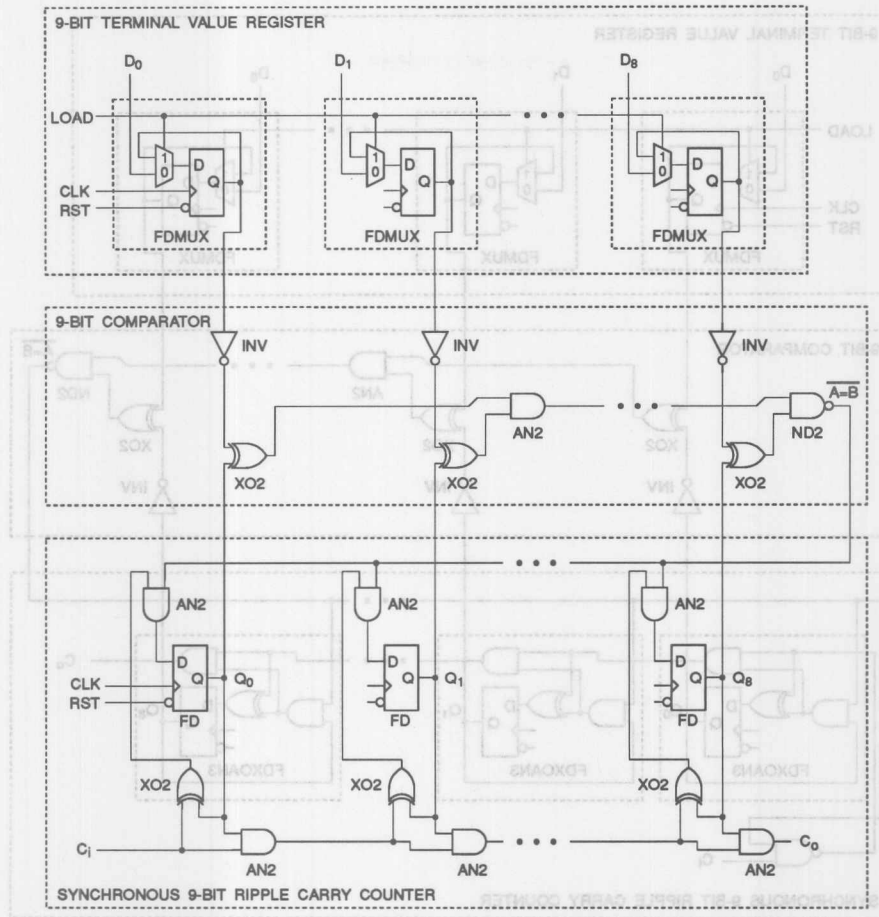 9-BIT TERMINAL VALUE REGISTER
D0 D1 D8
LOAD
1 0 D Q 1 0 D Q 1 0 D Q
CLK
RST
FDMUX FDMUX FDMUX
9-BIT COMPARATOR
INV INV INV
A=B
AN2 ND2
XO2 XO2 XO2
AN2 AN2 AN2
D Q Q0 D Q Q1 D Q Q8
CLK
RST
FD FD FD
XO2 XO2 XO2
Ci Co
AN2 AN2 AN2
SYNCHRONOUS 9-BIT RIPPLE CARRY COUNTER